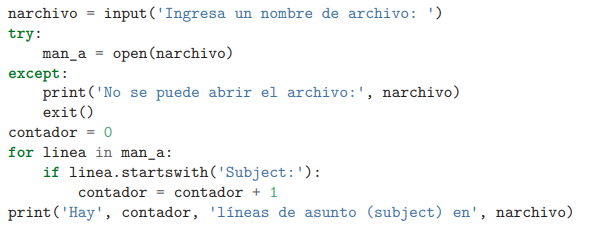 narchivo = input('Ingresa un nombre de archivo: ')
try:
    man_a = open(narchivo)
except:
    print('No se puede abrir el archivo:', narchivo)
    exit()
contador = 0
for linea in man_a:
    if linea.startswith('Subject:'):
        contador = contador + 1
print('Hay', contador, 'líneas de asunto (subject) en', narchivo)